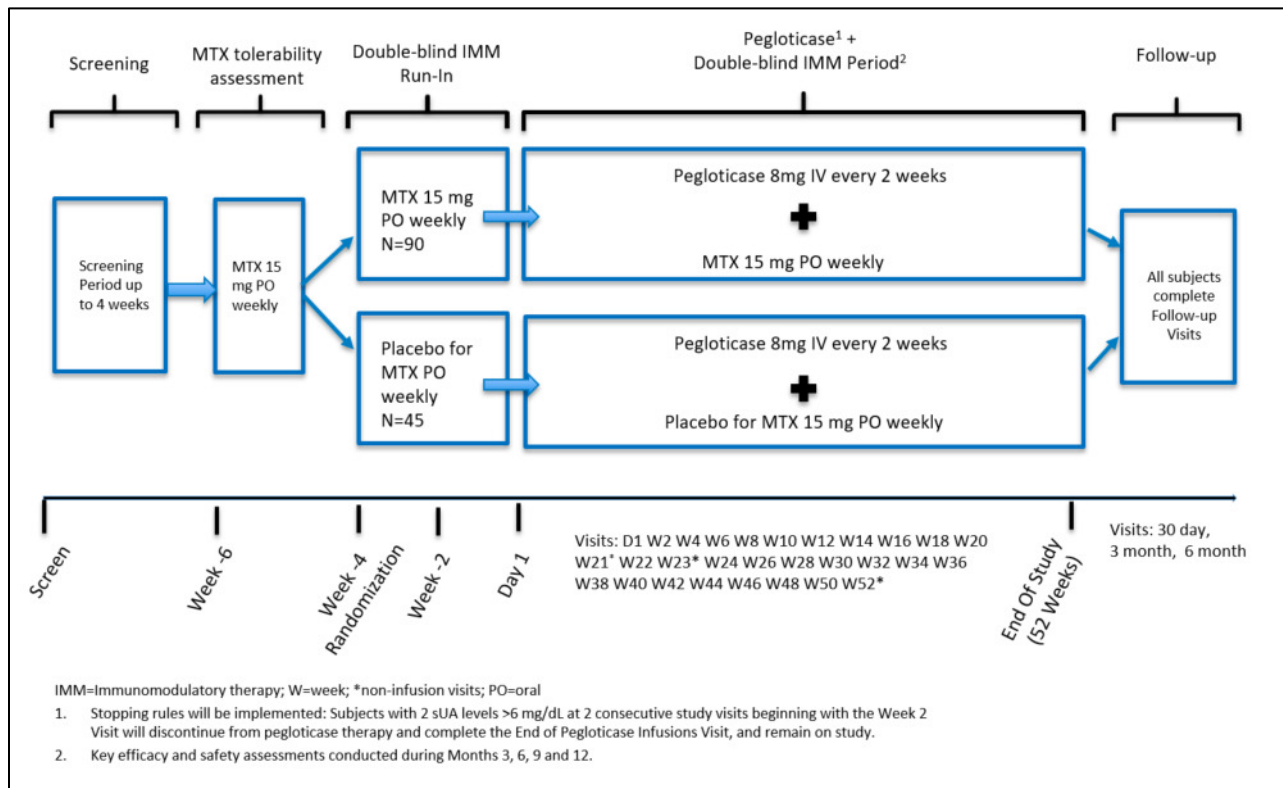 Screening
MTX tolerability
assessment
Double-blind IMM
Run-In
Pegloticase¹ +
Double-blind IMM Period²
Follow-up
Screening
Period up
to 4 weeks
MTX 15
mg PO
weekly
MTX 15 mg
PO weekly
N=90
Placebo for
MTX PO
weekly
N=45
Pegloticase 8mg IV every 2 weeks
MTX 15 mg PO weekly
Pegloticase 8mg IV every 2 weeks
Placebo for MTX 15 mg PO weekly
All subjects
complete
Follow-up
Visits
Screen
Week -6
Week -4
Randomization
Week -2
Day 1
Visits: D1 W2 W4 W6 W8 W10 W12 W14 W16 W18 W20
W21* W22 W23* W24 W26 W28 W30 W32 W34 W36
W38 W40 W42 W44 W46 W48 W50 W52*
End Of Study
(52 Weeks)
Visits: 30 day,
3 month, 6 month
IMM=Immunomodulatory therapy; W=week; *non-infusion visits; PO=oral
1. Stopping rules will be implemented: Subjects with 2 sUA levels >6 mg/dL at 2 consecutive study visits beginning with the Week 2
Visit will discontinue from pegloticase therapy and complete the End of Pegloticase Infusions Visit, and remain on study.
2. Key efficacy and safety assessments conducted during Months 3, 6, 9 and 12.